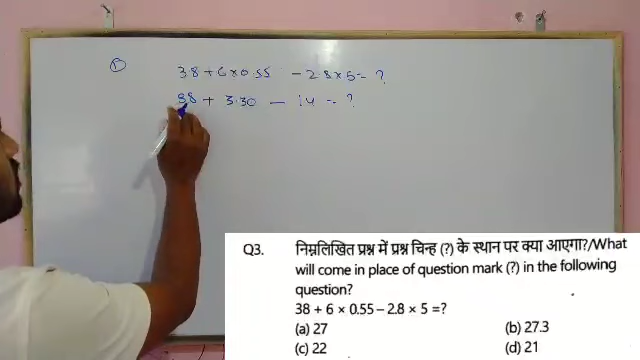 ① 38 + 6 × 0.55 - 2.8 × 5 = ?
38 + 3.30 - 14 = ?
Q3. निम्नलिखित प्रश्न में प्रश्न चिन्ह (?) के स्थान पर क्या आएगा?/What
will come in place of question mark (?) in the following
question?
38 + 6 × 0.55 – 2.8 × 5 =?
(a) 27 (b) 27.3
(c) 22 (d) 21